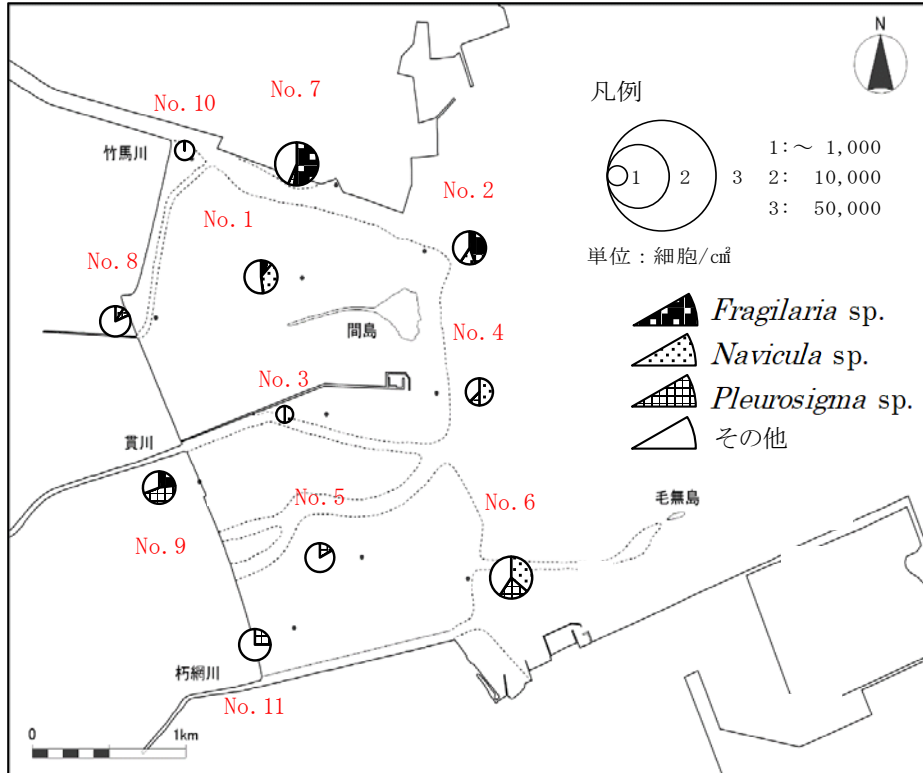 N
No. 7
No. 10
凡例
竹馬川
1:～ 1,000
1 2 3
2: 10,000
No. 2
3: 50,000
No. 1
単位：細胞/c㎡
No. 8
Fragilaria sp.
間島
No. 4
Navicula sp.
No. 3
Pleurosigma sp.
その他
貫川
No. 5
No. 6
毛無島
No. 9
朽網川
No. 11
0 1km